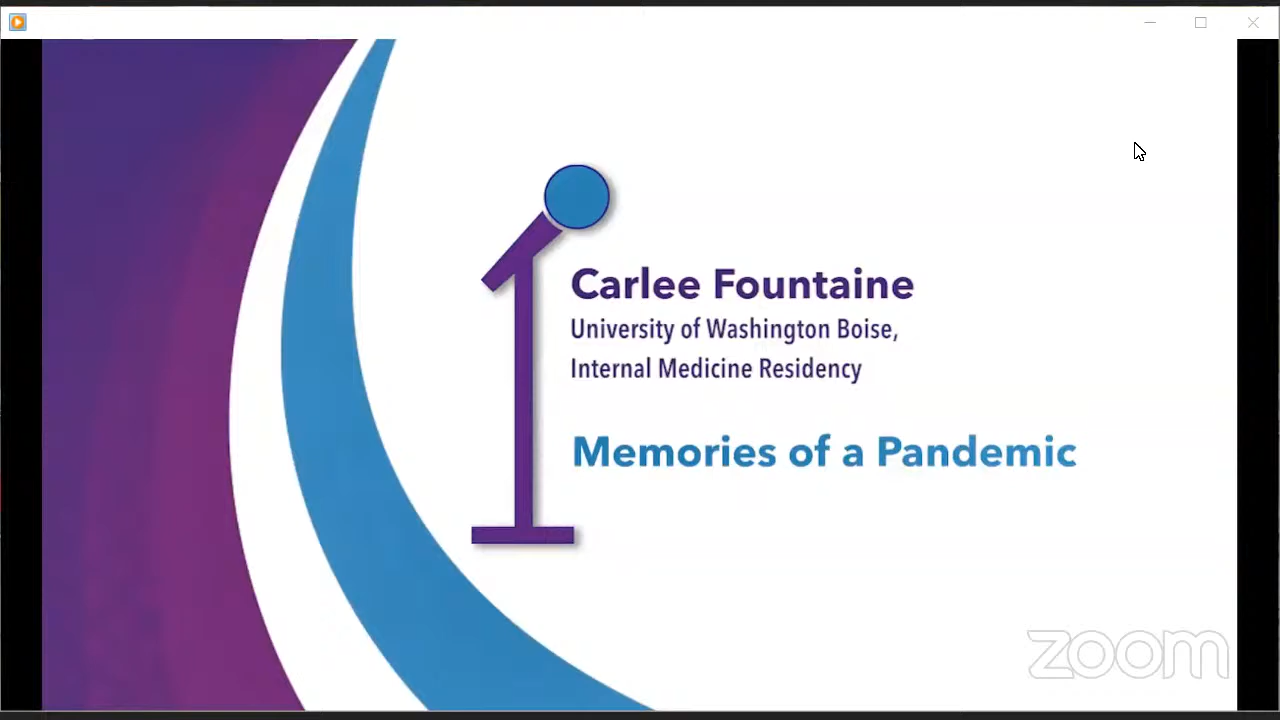 Carlee Fountaine
University of Washington Boise,
Internal Medicine Residency
Memories of a Pandemic
zoom